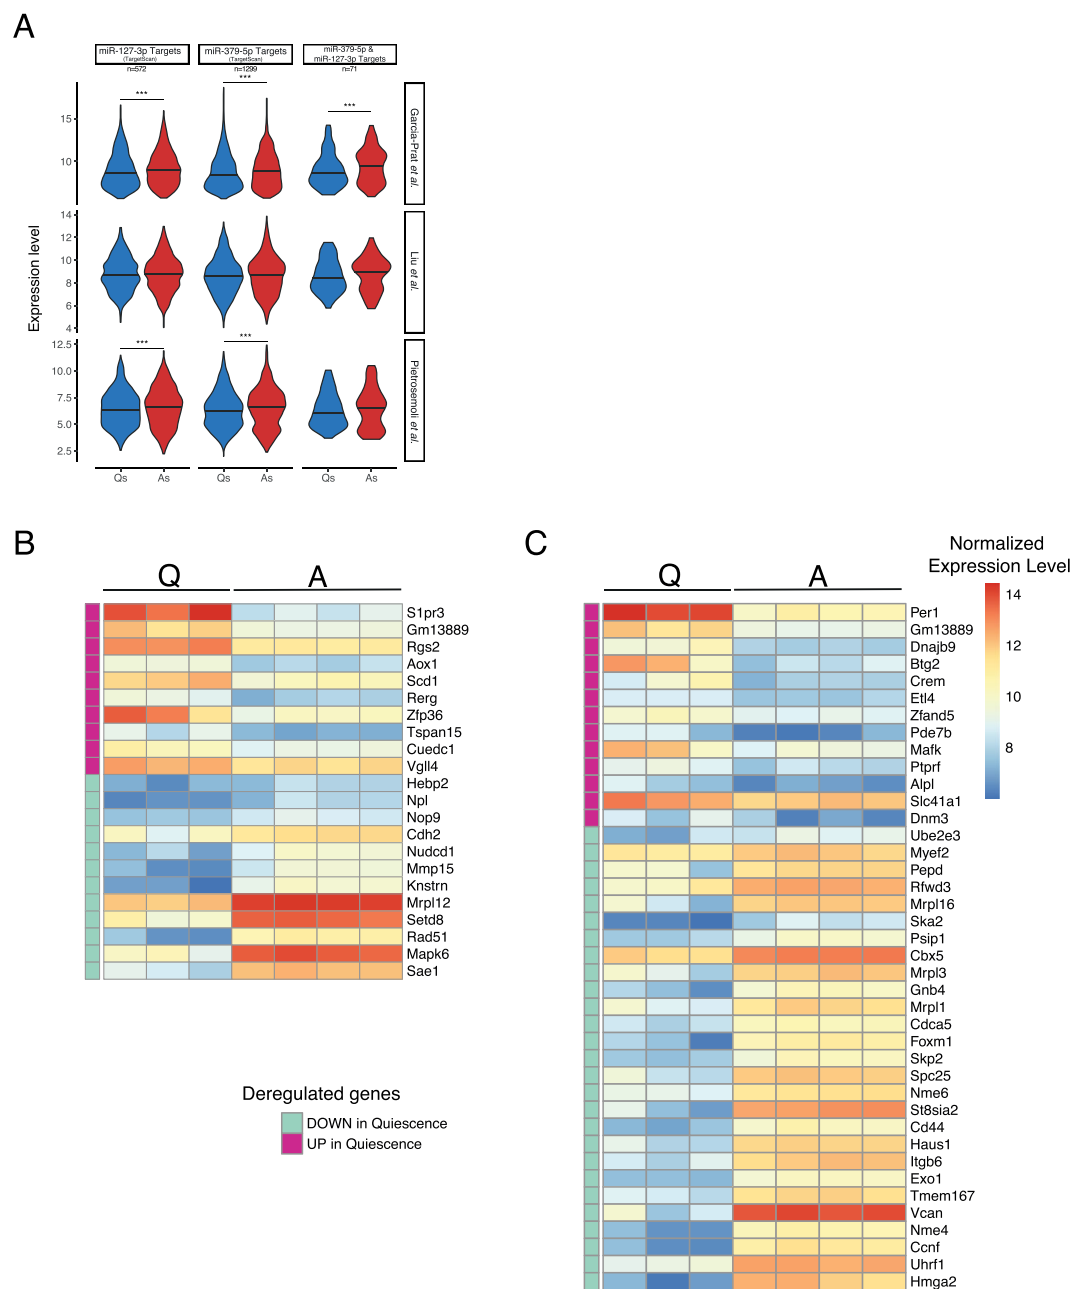 A
miR-127-3p Targets
(TargetScan)
n=572
miR-379-5p Targets
(TargetScan)
n=1299
miR-379-5p &
miR-127-3p Targets
n=71
Expression level
15
10
***
***
***
Garcia-Prat et al.
14
12
10
8
6
4
Liu et al.
12.5
10.0
7.5
5.0
2.5
***
***
Pietrosemoli et al.
Qs
As
Qs
As
Qs
As
B
Q
A
S1pr3
Gm13889
Rgs2
Aox1
Scd1
Rerg
Zfp36
Tspan15
Cuedc1
Vgll4
Hebp2
Npl
Nop9
Cdh2
Nudcd1
Mmp15
Knstrn
Mrpl12
Setd8
Rad51
Mapk6
Sae1
Deregulated genes
DOWN in Quiescence
UP in Quiescence
C
Q
A
Per1
Gm13889
Dnajb9
Btg2
Crem
Etl4
Zfand5
Pde7b
Mafk
Ptprf
Alpl
Slc41a1
Dnm3
Ube2e3
Myef2
Pepd
Rfwd3
Mrpl16
Ska2
Psip1
Cbx5
Mrpl3
Gnb4
Mrpl1
Cdca5
Foxm1
Skp2
Spc25
Nme6
St8sia2
Cd44
Haus1
Itgb6
Exo1
Tmem167
Vcan
Nme4
Ccnf
Uhrf1
Hmga2
Normalized
Expression Level
14
12
10
8